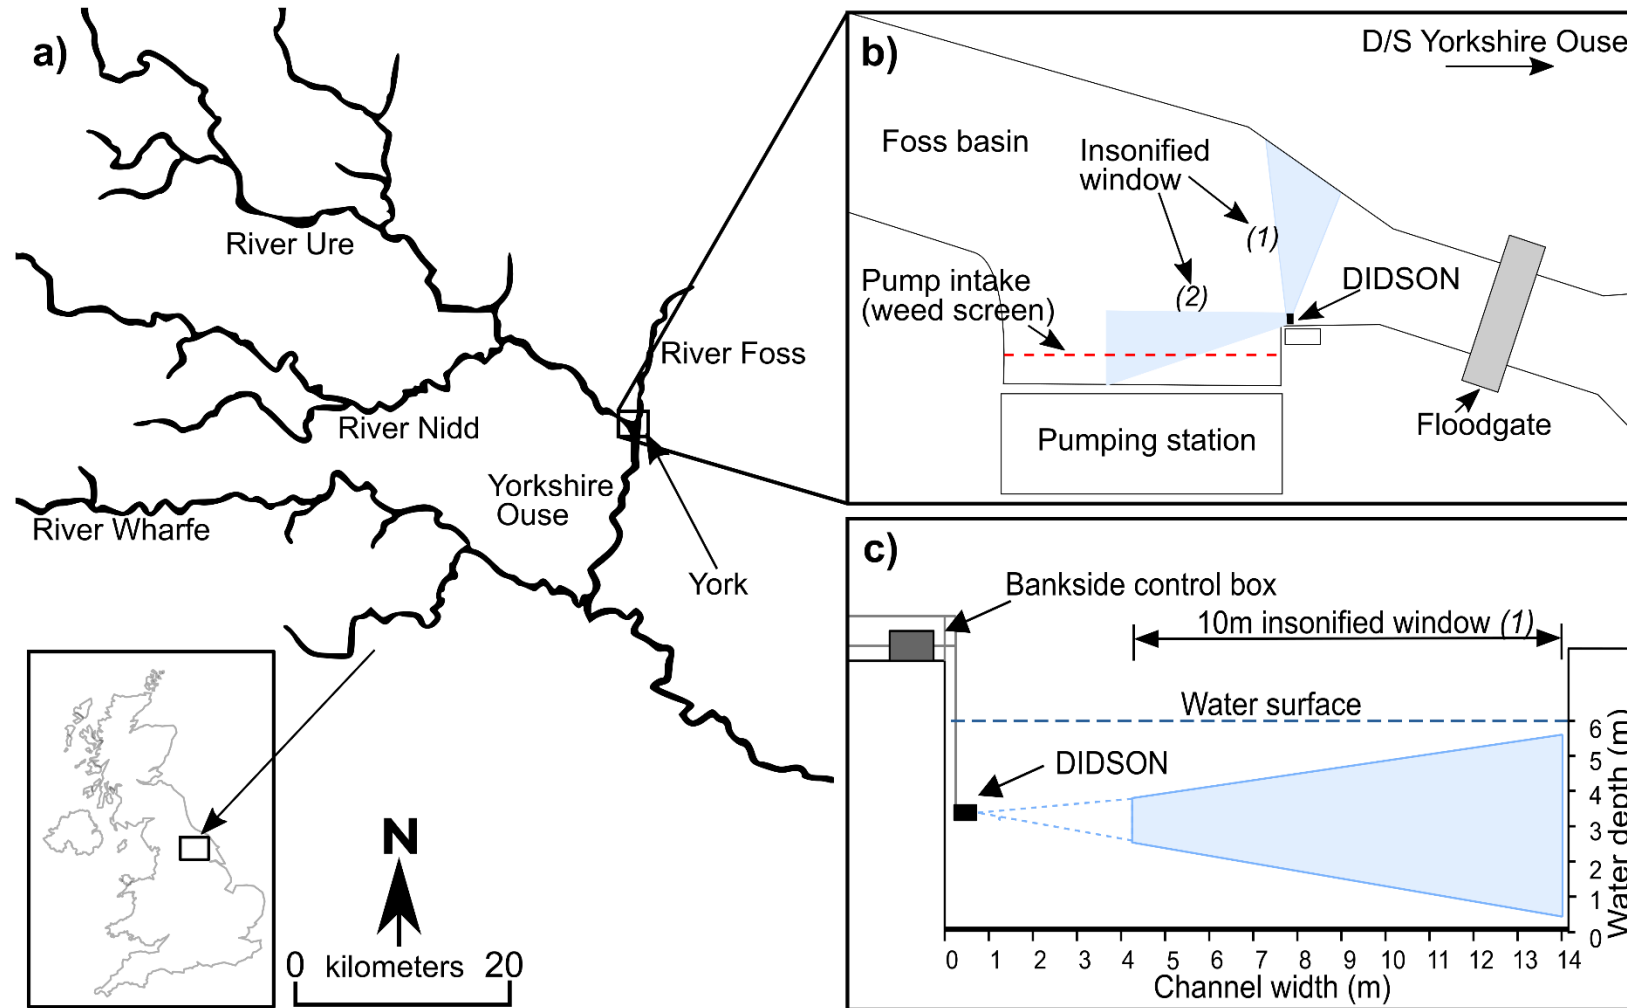 a)
River Ure
River Foss
River Nidd
Yorkshire
Ouse
River Wharfe
York
N
0 kilometers 20
b)
D/S Yorkshire Ouse
Foss basin
Insonified
window
(1)
(2)
DIDSON
Pump intake
(weed screen)
Floodgate
Pumping station
c)
Bankside control box
10m insonified window (1)
Water surface
DIDSON
6
5
4
3
2
1
0
Water depth (m)
0 1 2 3 4 5 6 7 8 9 10 11 12 13 14
Channel width (m)